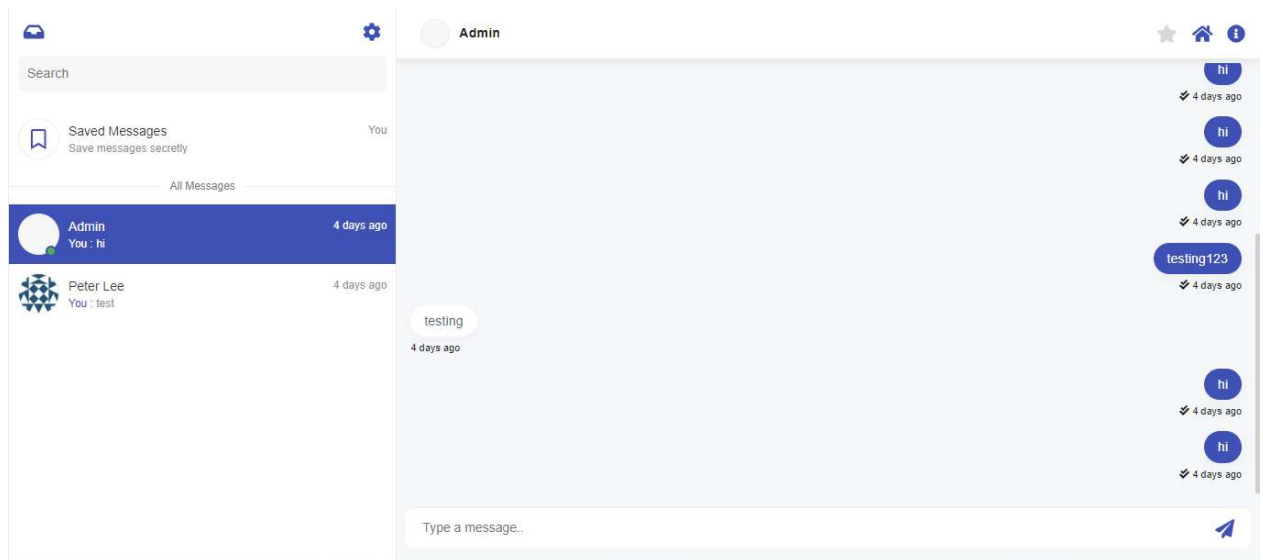 Search
Saved Messages
You
Save messages secretly
All Messages
Admin
4 days ago
You : hi
Peter Lee
4 days ago
You : test
Admin
hi
4 days ago
hi
4 days ago
hi
4 days ago
testing123
4 days ago
testing
4 days ago
hi
4 days ago
hi
4 days ago
Type a message..